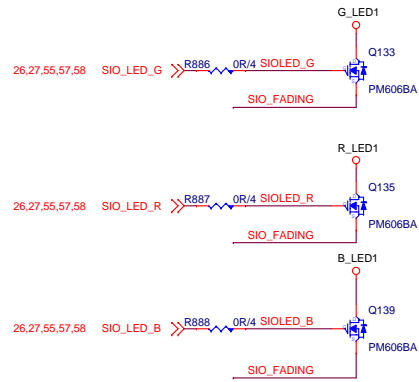 G_LED1
Q133
R886 0R/4 SIOLED_G
26,27,55,57,58 SIO_LED_G
PM606BA
SIO_FADING
R_LED1
Q135
R887 0R/4 SIOLED_R
26,27,55,57,58 SIO_LED_R
PM606BA
SIO_FADING
B_LED1
Q139
R888 0R/4 SIOLED_B
26,27,55,57,58 SIO_LED_B
PM606BA
SIO_FADING